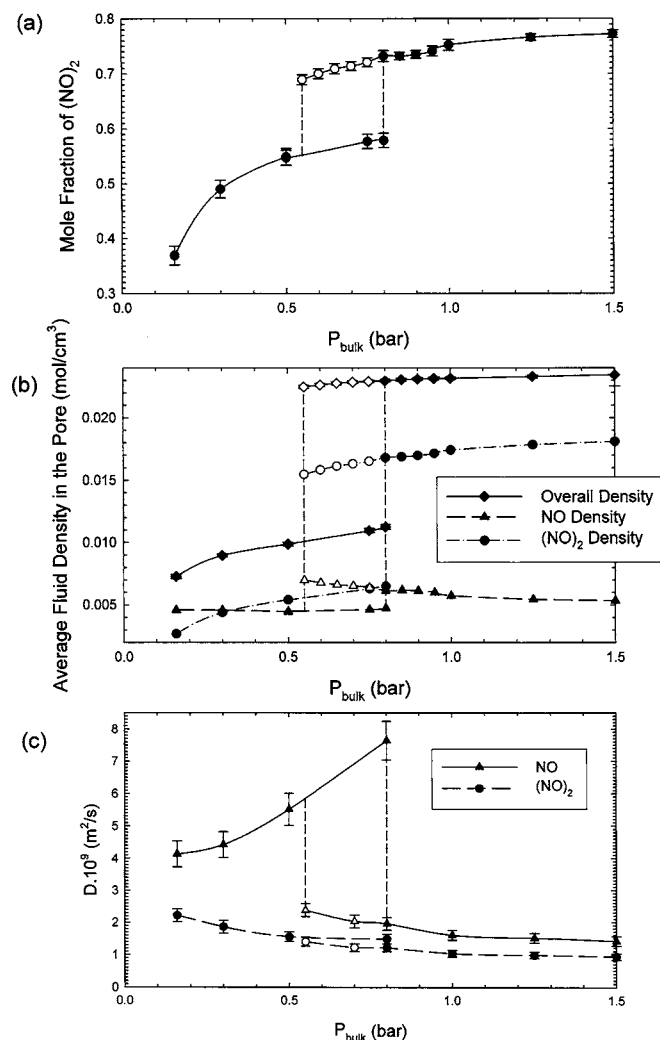 (a)
Mole Fraction of (NO)2
0.8
0.7
0.6
0.5
0.4
0.3
0.0 0.5 1.0 1.5
Pbulk (bar)
(b)
Average Fluid Density in the Pore (mol/cm3)
0.020
0.015
0.010
0.005
Overall Density
NO Density
(NO)2 Density
0.0 0.5 1.0 1.5
Pbulk (bar)
(c)
D.10^9 (m2/s)
8
7
6
5
4
3
2
1
0
NO
(NO)2
0.0 0.5 1.0 1.5
Pbulk (bar)